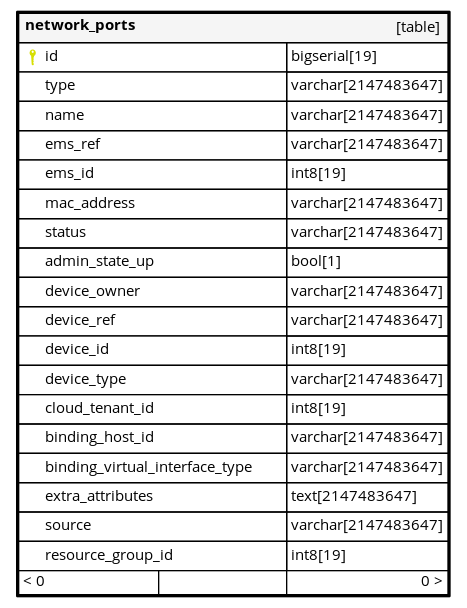 network_ports [table]
id bigserial[19]
type varchar[2147483647]
name varchar[2147483647]
ems_ref varchar[2147483647]
ems_id int8[19]
mac_address varchar[2147483647]
status varchar[2147483647]
admin_state_up bool[1]
device_owner varchar[2147483647]
device_ref varchar[2147483647]
device_id int8[19]
device_type varchar[2147483647]
cloud_tenant_id int8[19]
binding_host_id varchar[2147483647]
binding_virtual_interface_type varchar[2147483647]
extra_attributes text[2147483647]
source varchar[2147483647]
resource_group_id int8[19]
< 0 0 >